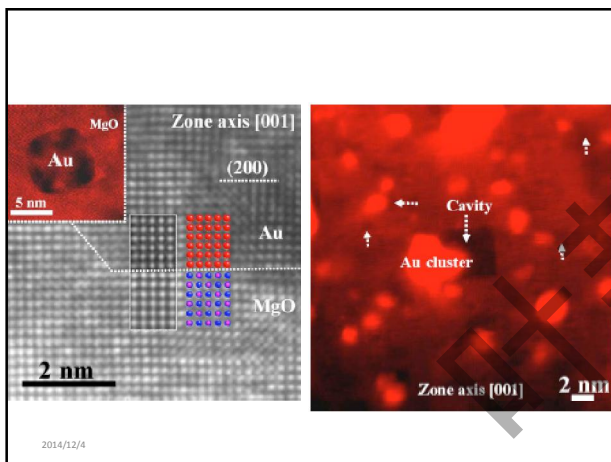 MgO
Au
5 nm
Zone axis [001]
(200)
Au
MgO
2 nm
Cavity
Au cluster
Zone axis [001]
2 nm
2014/12/4